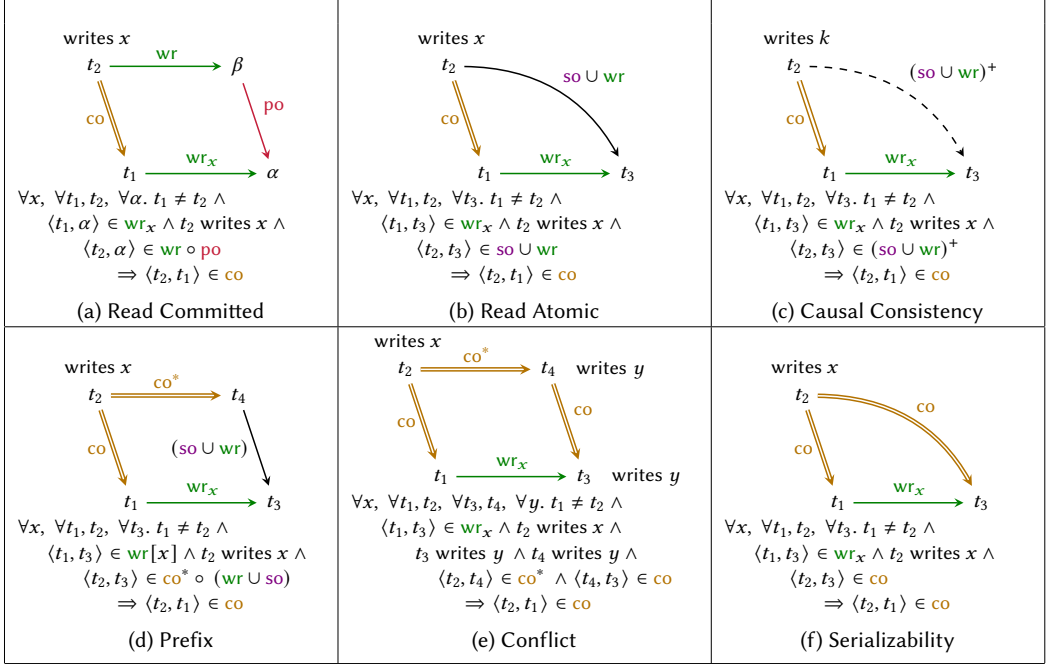 writes x
t₂ wr β
co po
t₁ wrₓ α
∀x, ∀t₁, t₂, ∀α. t₁ ≠ t₂ ∧
⟨t₁, α⟩ ∈ wrₓ ∧ t₂ writes x ∧
⟨t₂, α⟩ ∈ wr ∘ po
⇒ ⟨t₂, t₁⟩ ∈ co
(a) Read Committed
writes x
t₂
so ∪ wr
co
t₁ wrₓ t₃
∀x, ∀t₁, t₂, ∀t₃. t₁ ≠ t₂ ∧
⟨t₁, t₃⟩ ∈ wrₓ ∧ t₂ writes x ∧
⟨t₂, t₃⟩ ∈ so ∪ wr
⇒ ⟨t₂, t₁⟩ ∈ co
(b) Read Atomic
writes k
t₂
(so ∪ wr)⁺
co
t₁ wrₓ t₃
∀x, ∀t₁, t₂, ∀t₃. t₁ ≠ t₂ ∧
⟨t₁, t₃⟩ ∈ wrₓ ∧ t₂ writes x ∧
⟨t₂, t₃⟩ ∈ (so ∪ wr)⁺
⇒ ⟨t₂, t₁⟩ ∈ co
(c) Causal Consistency
writes x
t₂ co* t₄
co (so ∪ wr)
t₁ wrₓ t₃
∀x, ∀t₁, t₂, ∀t₃. t₁ ≠ t₂ ∧
⟨t₁, t₃⟩ ∈ wr[x] ∧ t₂ writes x ∧
⟨t₂, t₃⟩ ∈ co* ∘ (wr ∪ so)
⇒ ⟨t₂, t₁⟩ ∈ co
(d) Prefix
writes x
t₂ co* t₄ writes y
co co
t₁ wrₓ t₃ writes y
∀x, ∀t₁, t₂, ∀t₃, t₄, ∀y. t₁ ≠ t₂ ∧
⟨t₁, t₃⟩ ∈ wrₓ ∧ t₂ writes x ∧
t₃ writes y ∧ t₄ writes y ∧
⟨t₂, t₄⟩ ∈ co* ∧ ⟨t₄, t₃⟩ ∈ co
⇒ ⟨t₂, t₁⟩ ∈ co
(e) Conflict
writes x
t₂
co
co
t₁ wrₓ t₃
∀x, ∀t₁, t₂, ∀t₃. t₁ ≠ t₂ ∧
⟨t₁, t₃⟩ ∈ wrₓ ∧ t₂ writes x ∧
⟨t₂, t₃⟩ ∈ co
⇒ ⟨t₂, t₁⟩ ∈ co
(f) Serializability